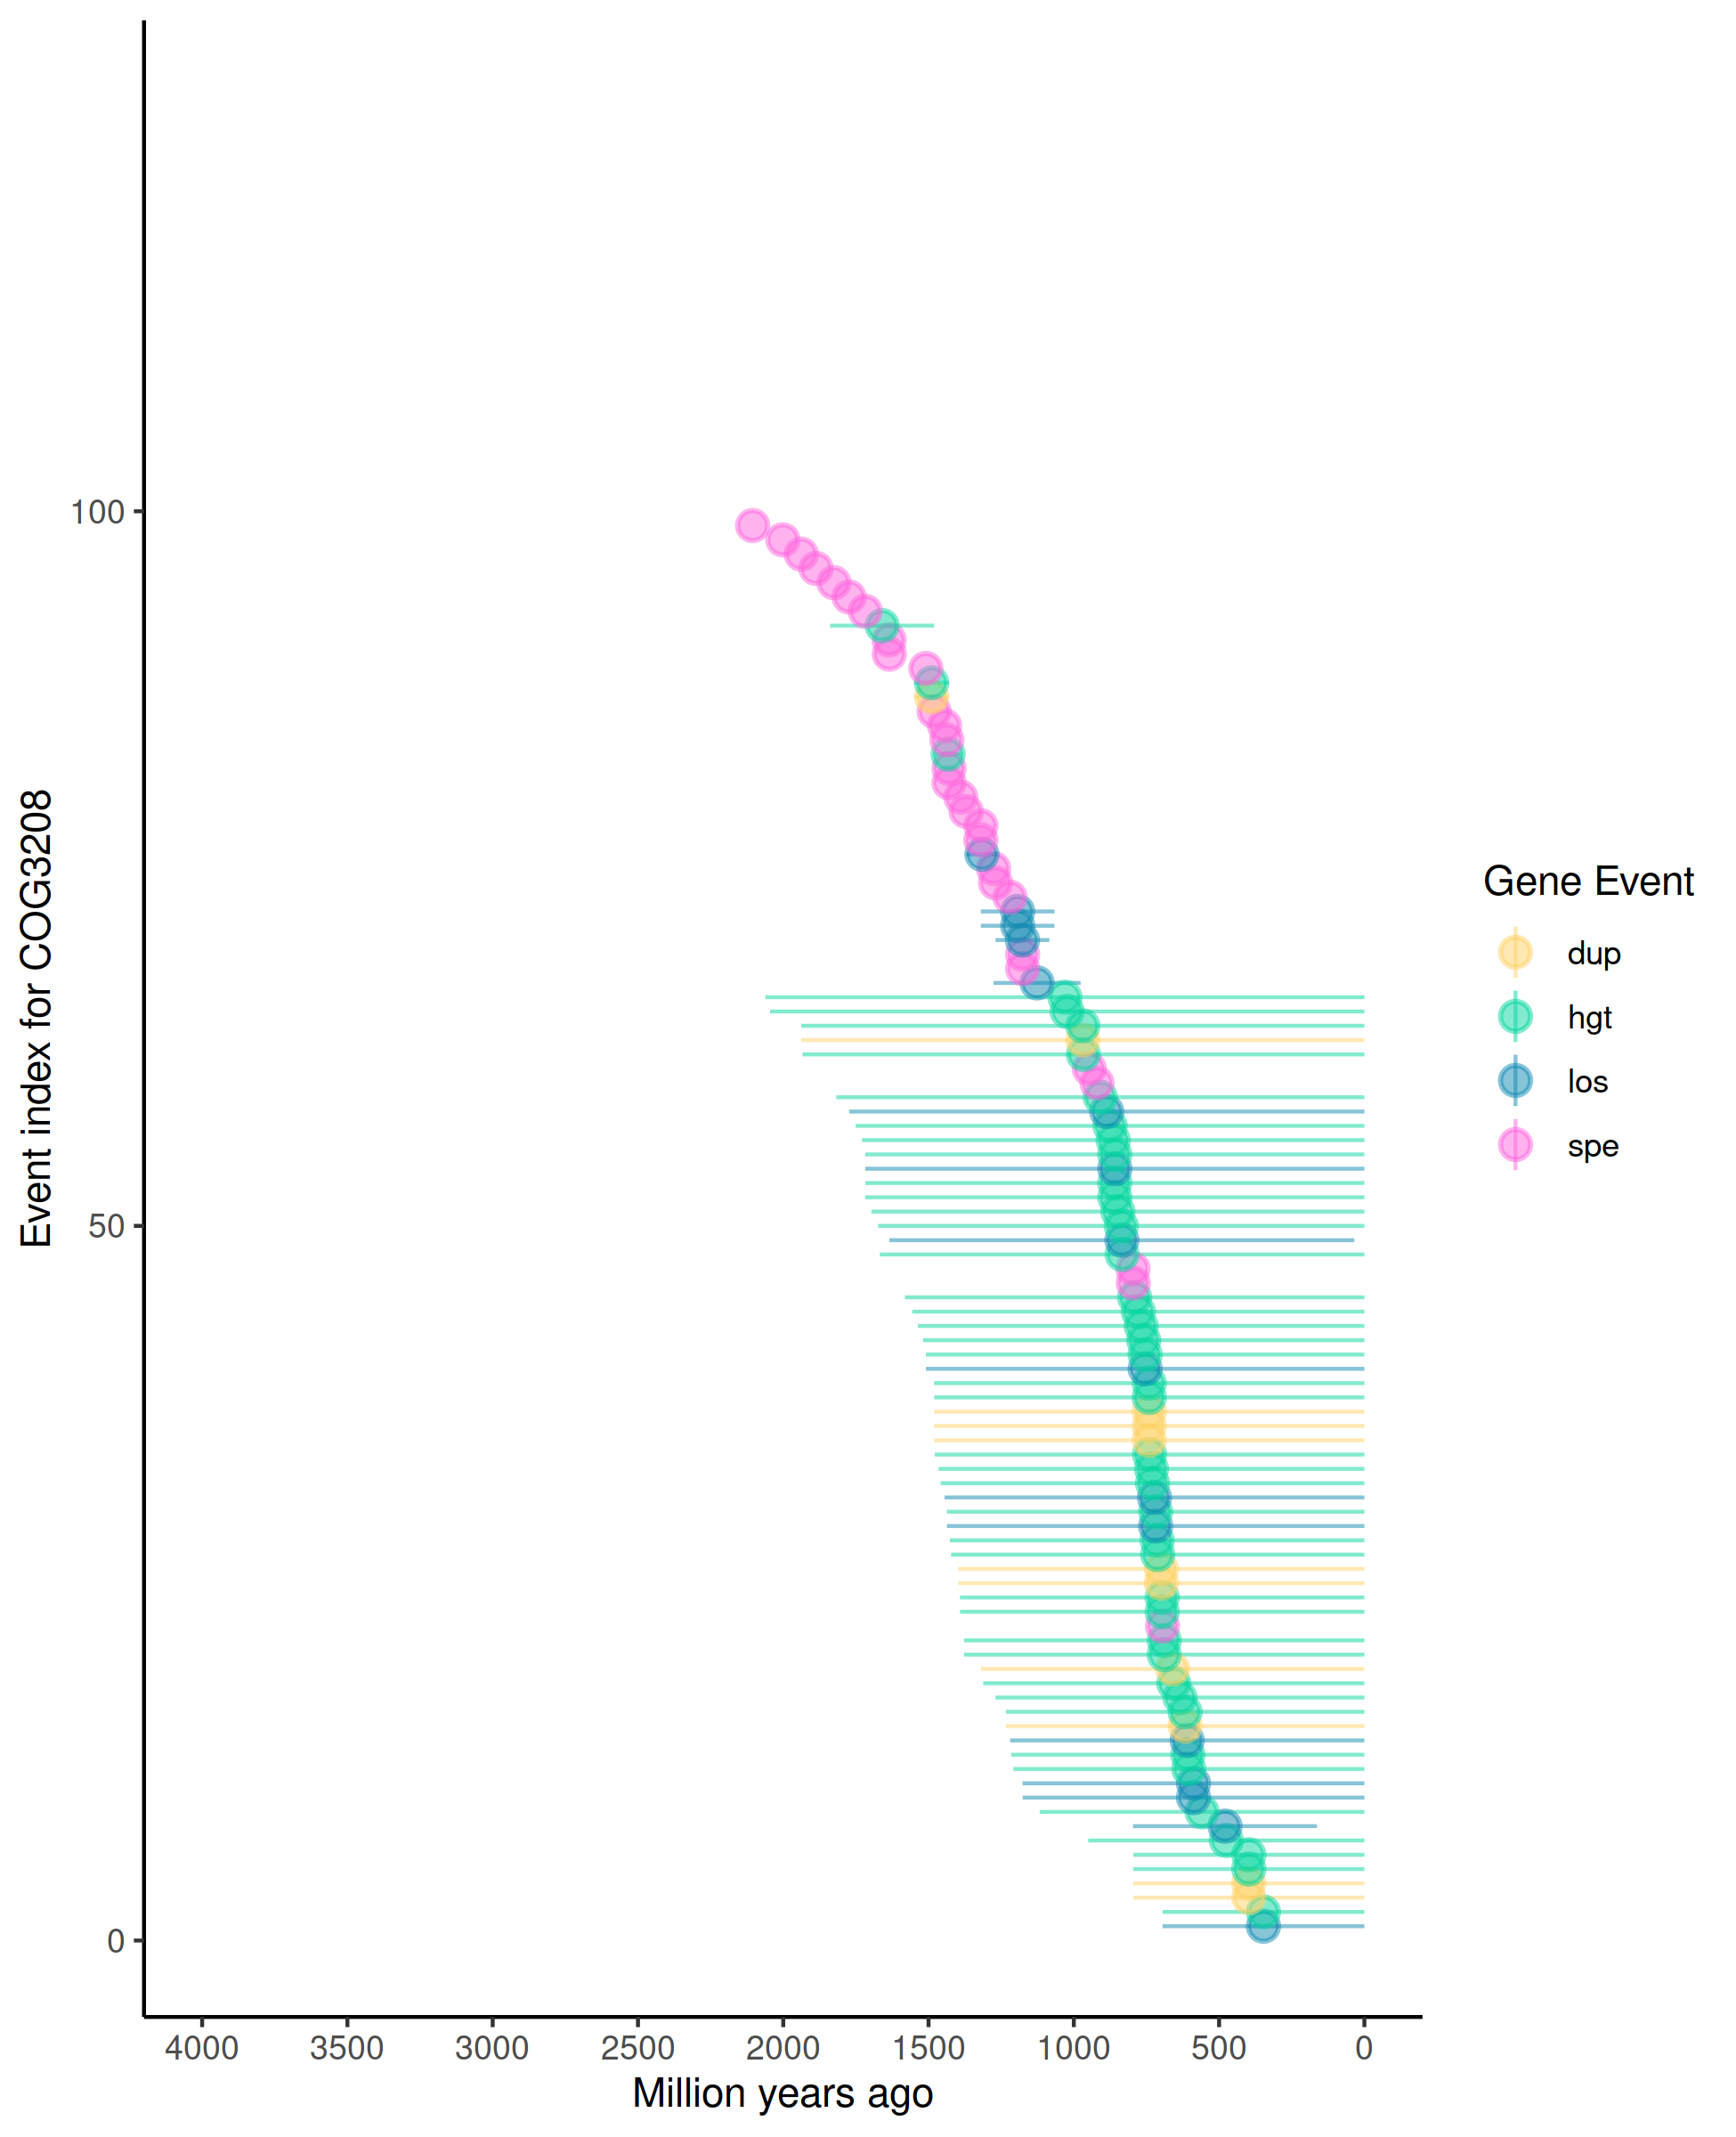 Event index for COG3208
100
50
0
4000 3500 3000 2500 2000 1500 1000 500 0
Million years ago
Gene Event
dup
hgt
los
spe